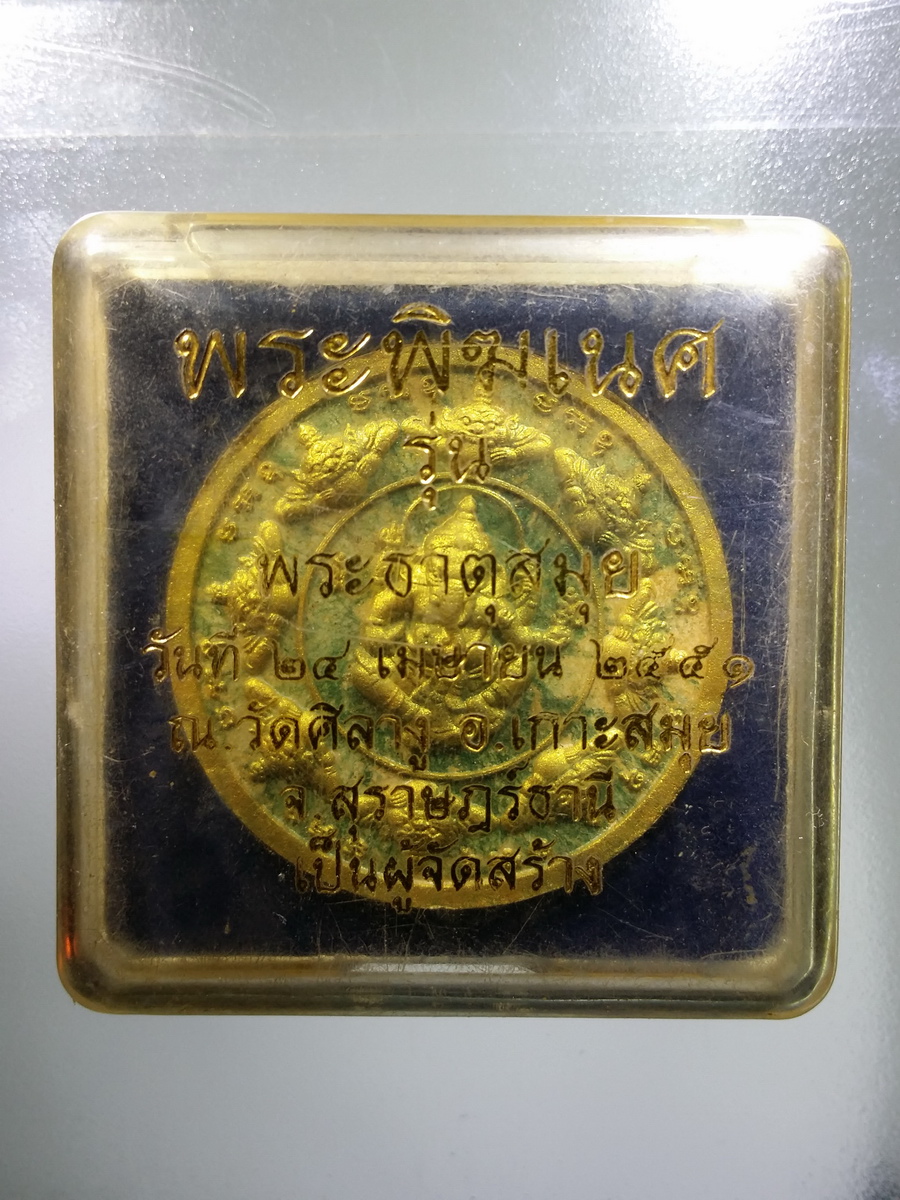 พระพิฆเนศ
รุ่น
พระธาตุสมุย
วันที่ ๒๔ เมษายน ๒๕๕๑
ณ.วัดศิลางู อ.เกาะสมุย
จ.สุราษฎร์ธานี
เป็นผู้จัดสร้าง